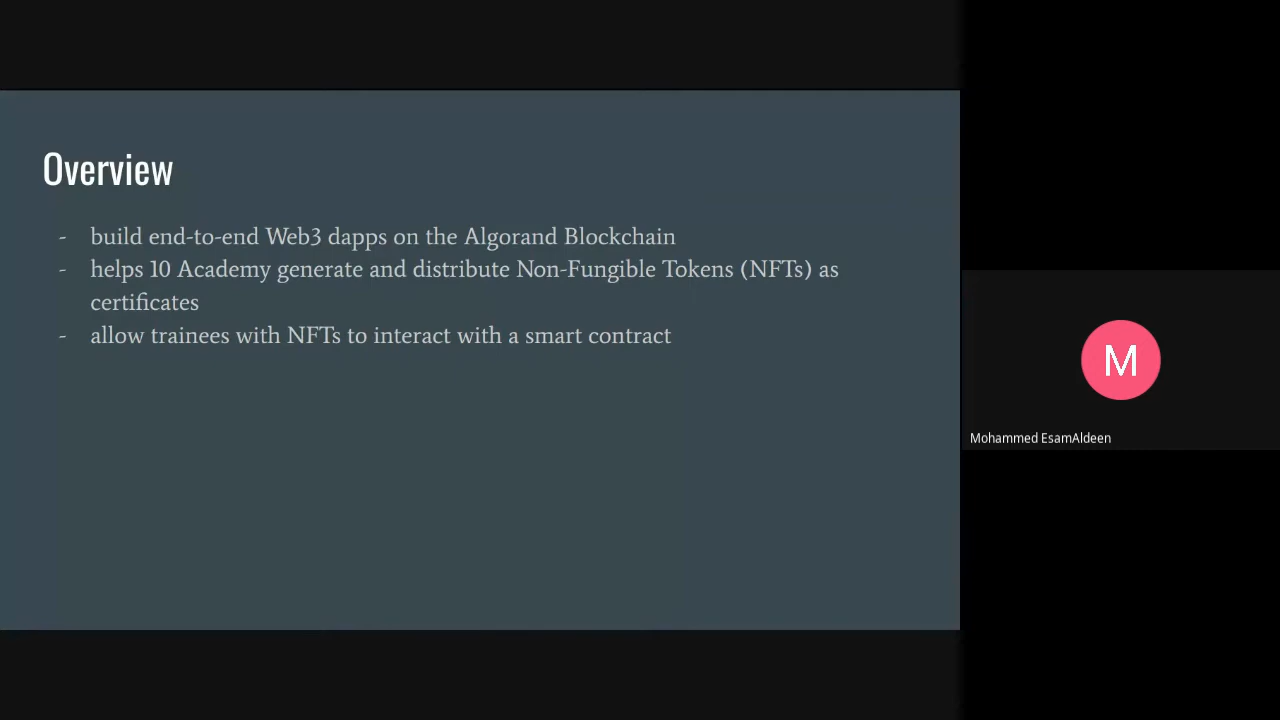 Overview
- build end-to-end Web3 dapps on the Algorand Blockchain
- helps 10 Academy generate and distribute Non-Fungible Tokens (NFTs) as
certificates
- allow trainees with NFTs to interact with a smart contract
M
Mohammed EsamAldeen